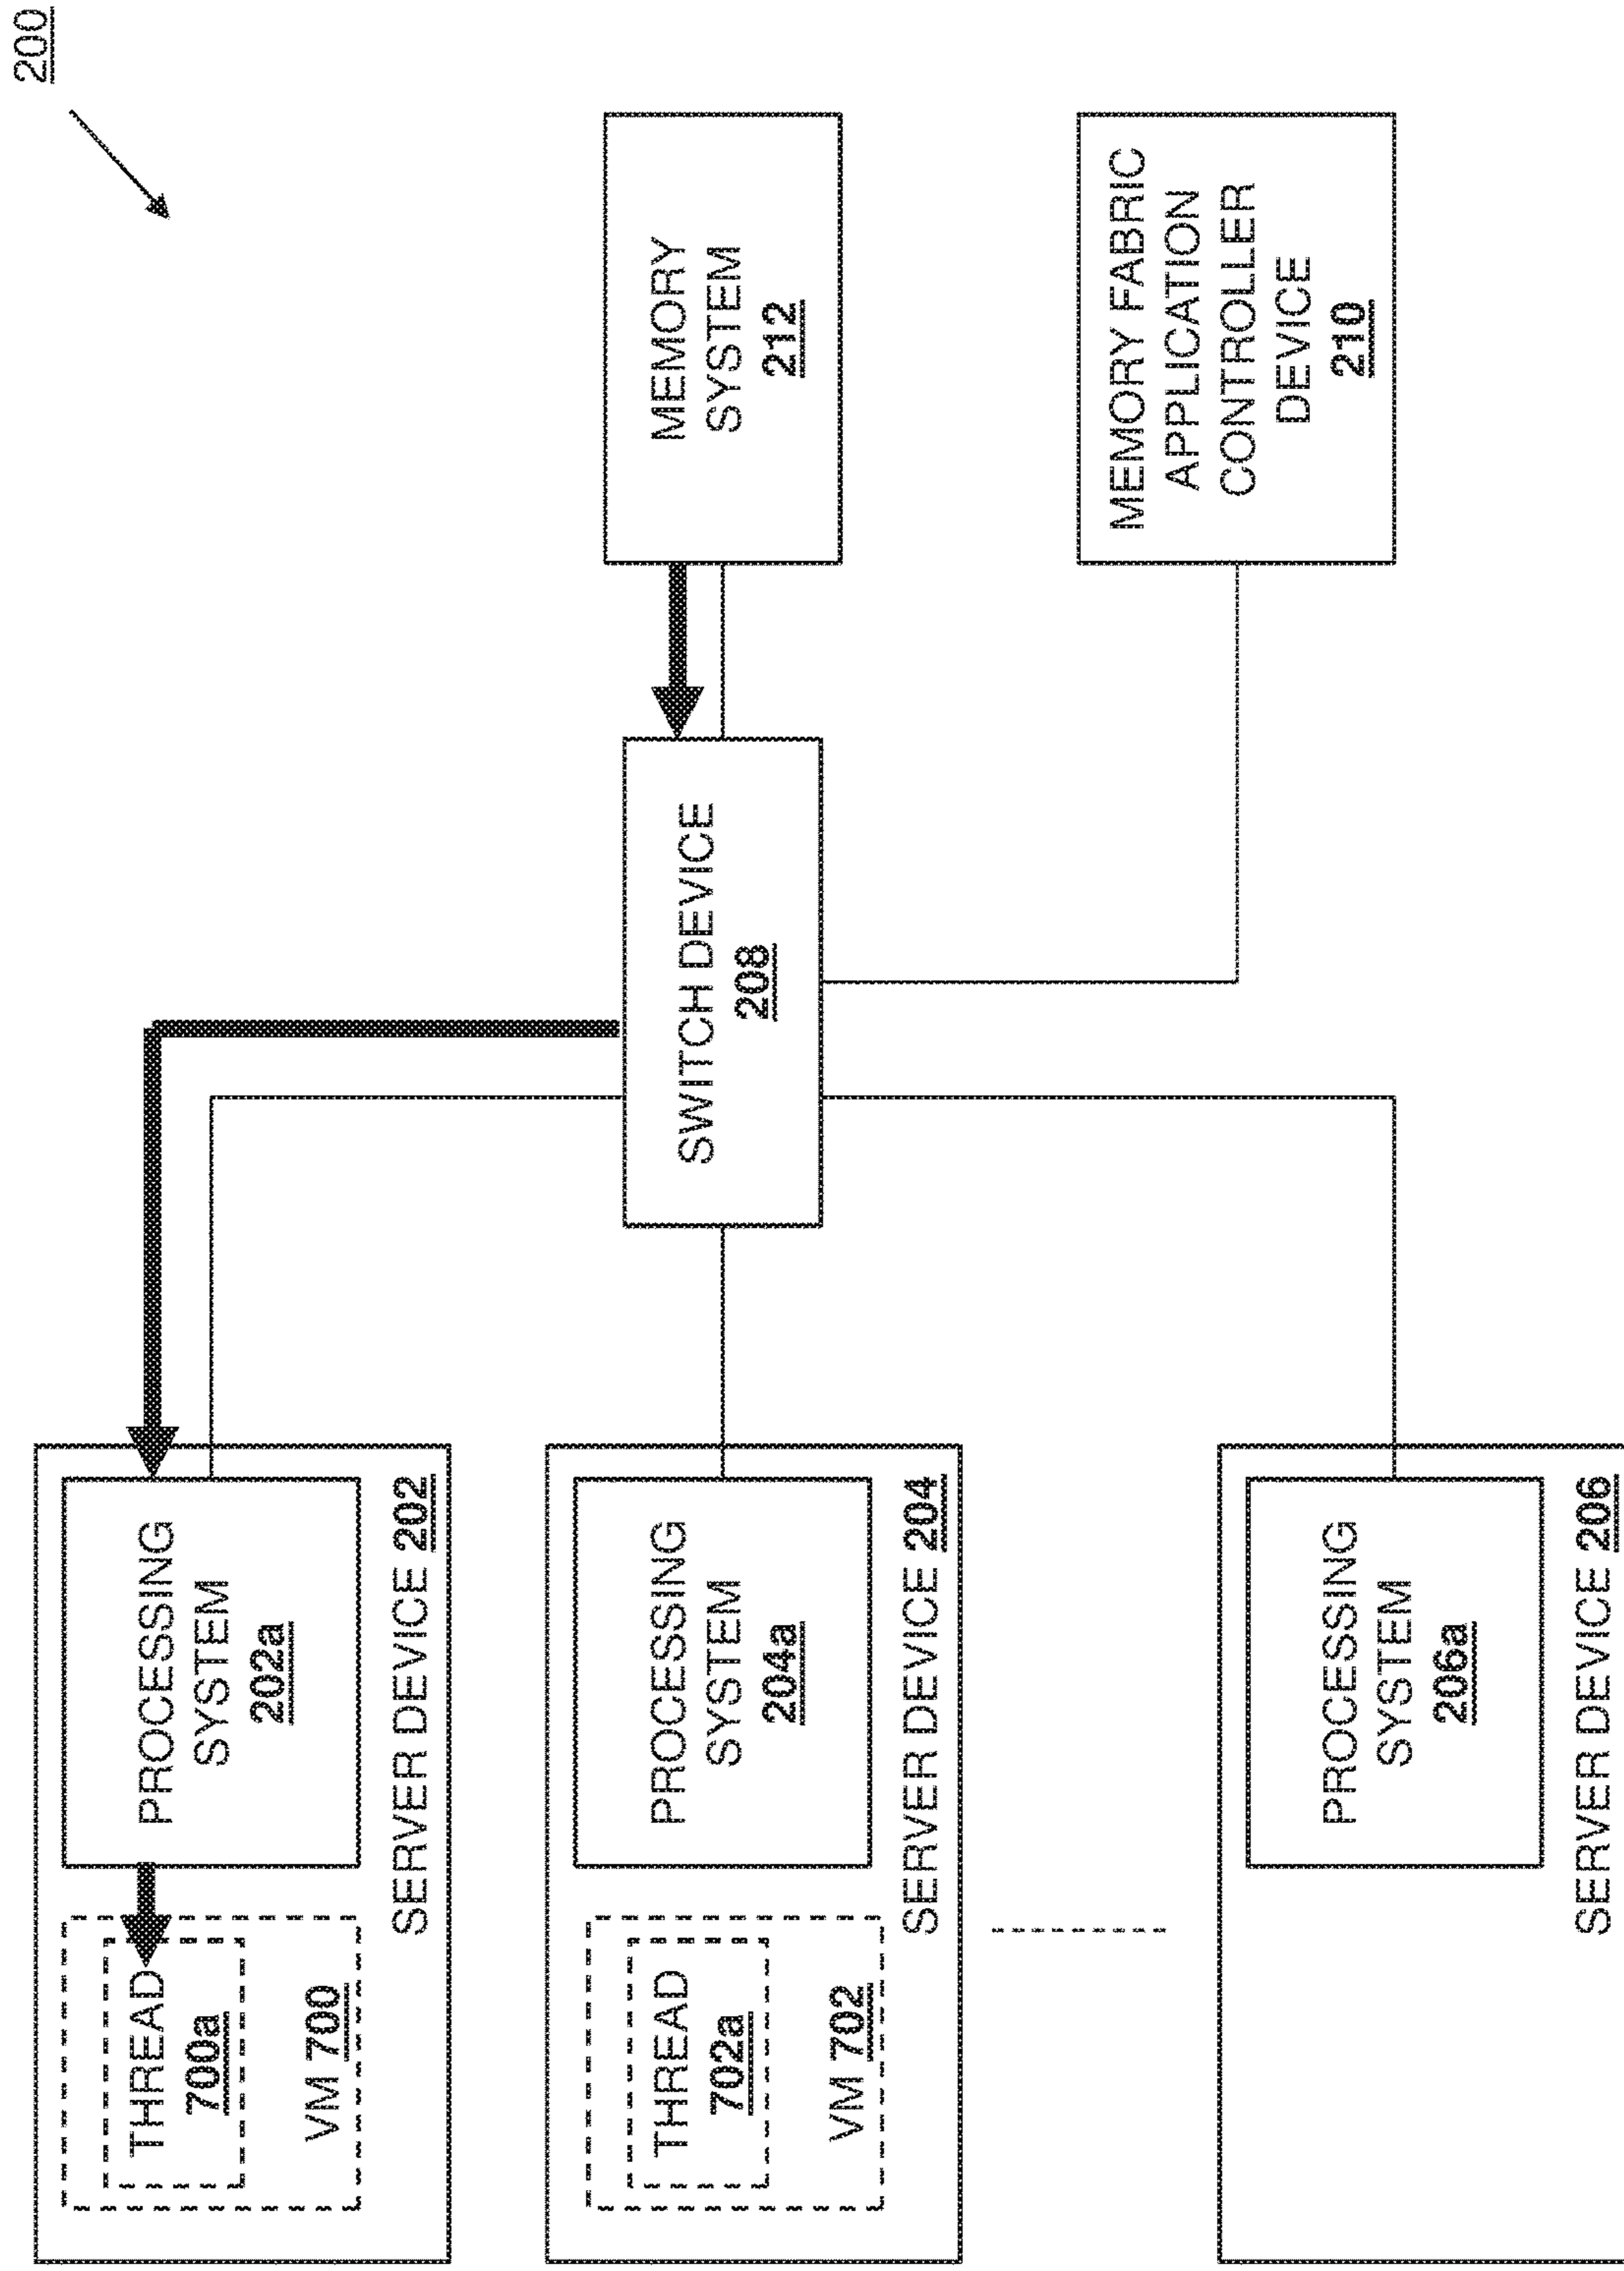 200
MEMORY
SYSTEM
212
MEMORY FABRIC
APPLICATION
CONTROLLER
DEVICE
210
SWITCH DEVICE
208
PROCESSING
SYSTEM
202a
THREAD
700a
VM 700
SERVER DEVICE 202
PROCESSING
SYSTEM
204a
THREAD
702a
VM 702
SERVER DEVICE 204
PROCESSING
SYSTEM
206a
SERVER DEVICE 206